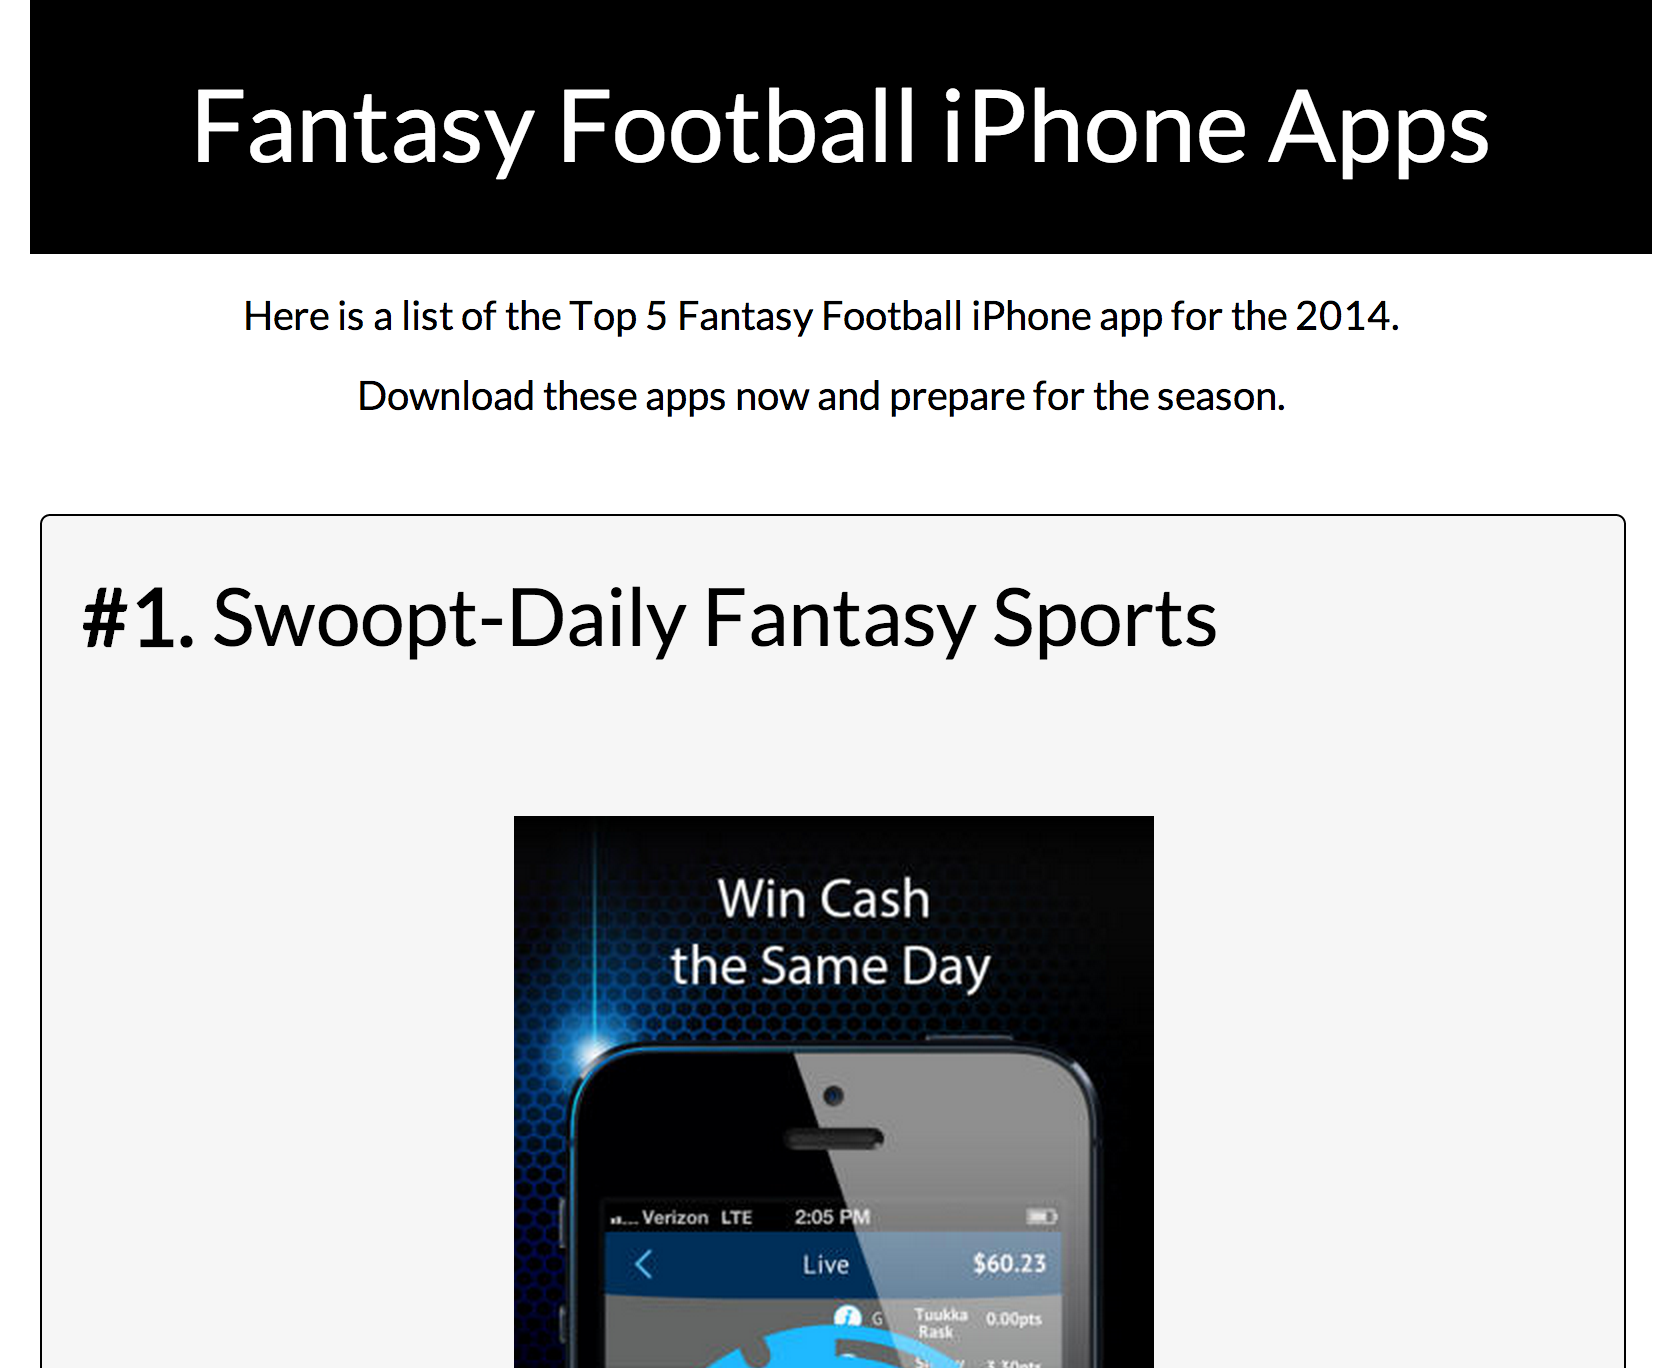 Fantasy Football iPhone Apps
Here is a list of the Top 5 Fantasy Football iPhone app for the 2014.
Download these apps now and prepare for the season.
#1. Swoopt-Daily Fantasy Sports
Win Cash
the Same Day
Verizon LTE 2:05 PM
Live $60.23
i G Tuukka 0.00pts
Rask
3.30pts